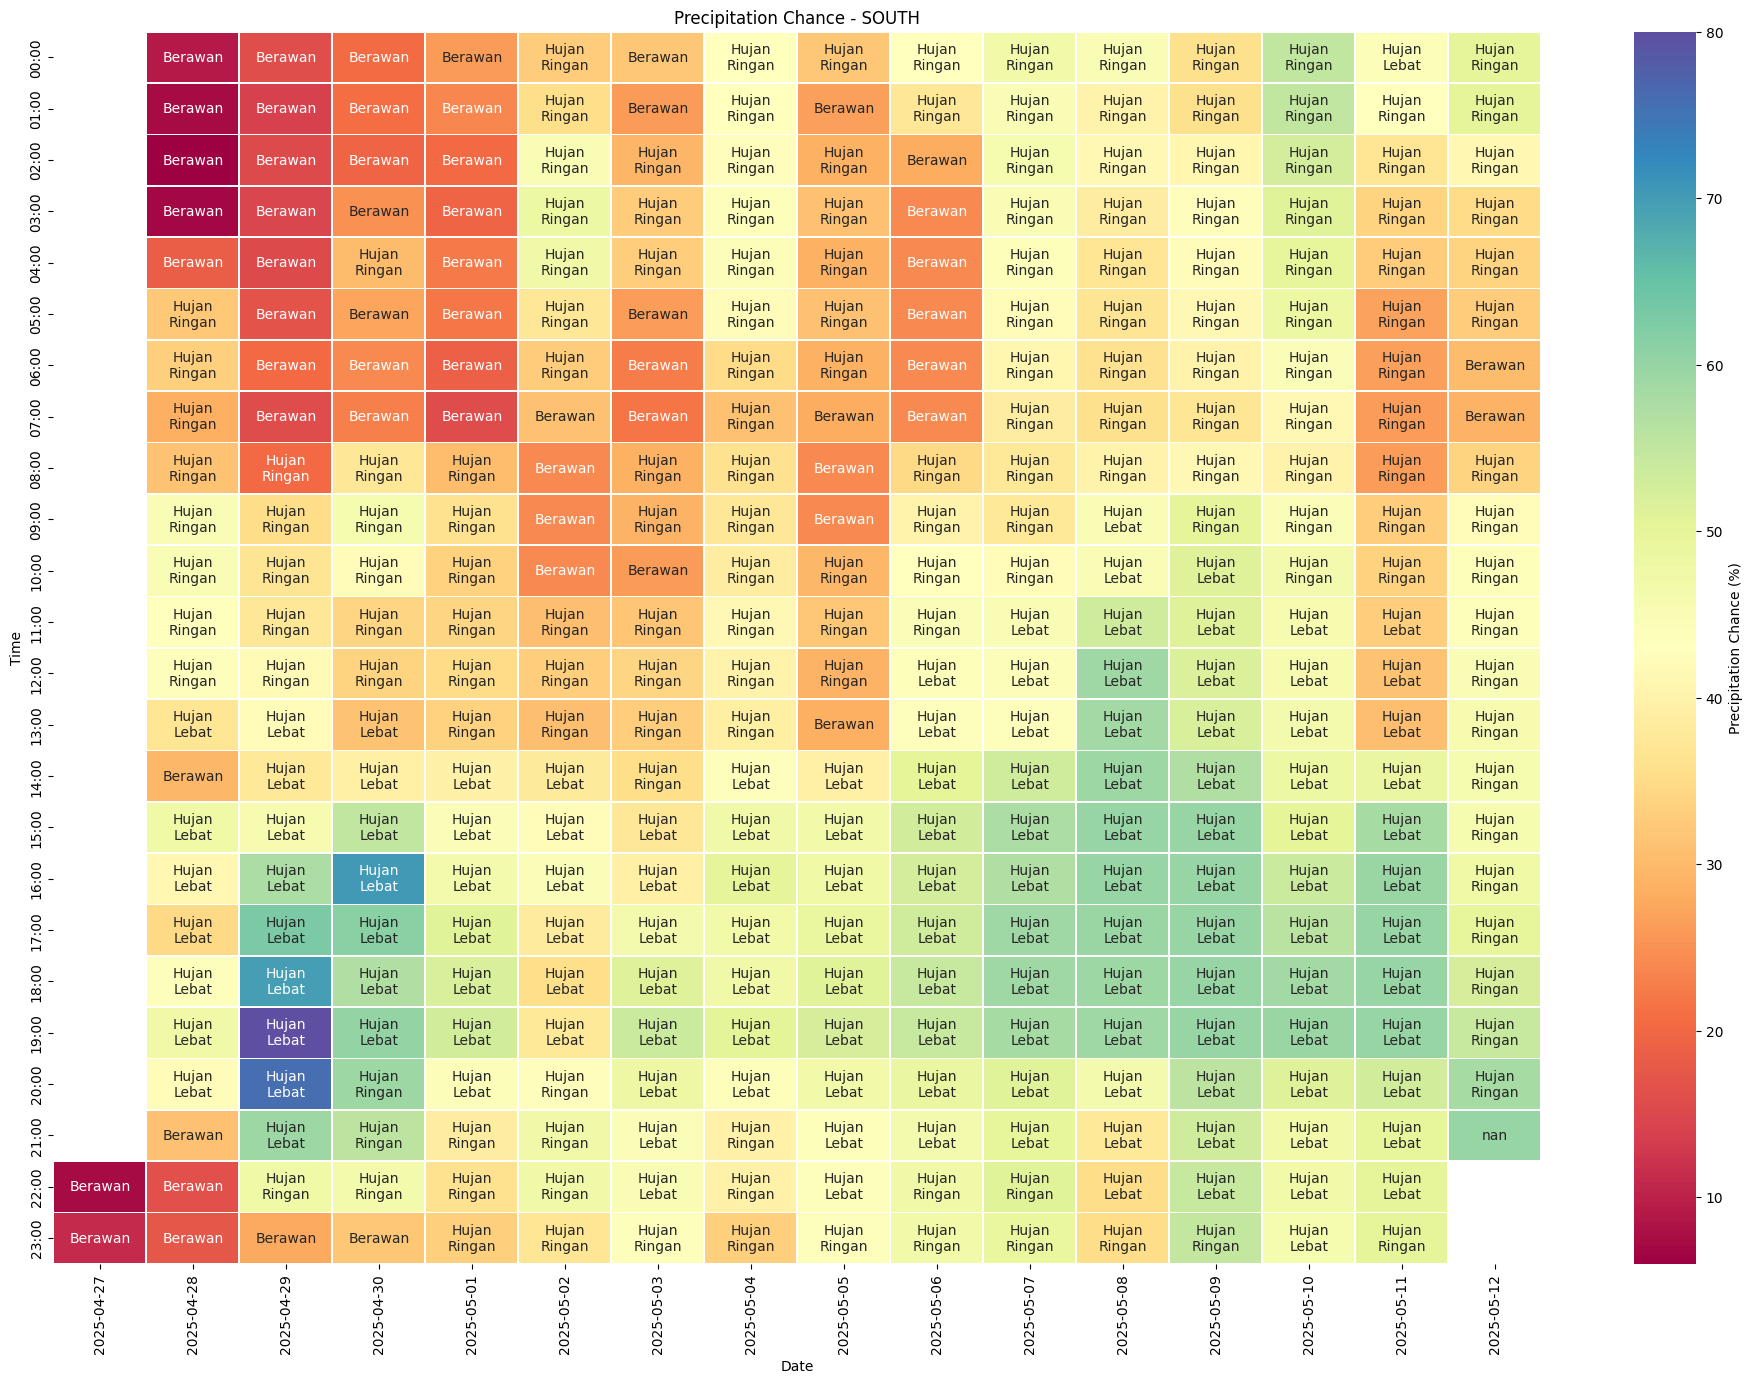 Precipitation Chance - SOUTH
00:00 Berawan Berawan Berawan Berawan Hujan Ringan Berawan Hujan Ringan Hujan Ringan Hujan Ringan Hujan Ringan Hujan Ringan Hujan Ringan Hujan Ringan Hujan Lebat Hujan Ringan
01:00 Berawan Berawan Berawan Berawan Hujan Ringan Berawan Hujan Ringan Berawan Hujan Ringan Hujan Ringan Hujan Ringan Hujan Ringan Hujan Ringan Hujan Ringan Hujan Ringan
02:00 Berawan Berawan Berawan Berawan Hujan Ringan Hujan Ringan Hujan Ringan Hujan Ringan Berawan Hujan Ringan Hujan Ringan Hujan Ringan Hujan Ringan Hujan Ringan Hujan Ringan
03:00 Berawan Berawan Berawan Berawan Hujan Ringan Hujan Ringan Hujan Ringan Hujan Ringan Berawan Hujan Ringan Hujan Ringan Hujan Ringan Hujan Ringan Hujan Ringan Hujan Ringan
04:00 Berawan Berawan Hujan Ringan Berawan Hujan Ringan Hujan Ringan Hujan Ringan Hujan Ringan Berawan Hujan Ringan Hujan Ringan Hujan Ringan Hujan Ringan Hujan Ringan Hujan Ringan
05:00 Hujan Ringan Berawan Berawan Berawan Hujan Ringan Berawan Hujan Ringan Hujan Ringan Berawan Hujan Ringan Hujan Ringan Hujan Ringan Hujan Ringan Hujan Ringan Hujan Ringan
06:00 Hujan Ringan Berawan Berawan Berawan Hujan Ringan Berawan Hujan Ringan Hujan Ringan Berawan Hujan Ringan Hujan Ringan Hujan Ringan Hujan Ringan Hujan Ringan Berawan
07:00 Hujan Ringan Berawan Berawan Berawan Berawan Berawan Hujan Ringan Berawan Berawan Hujan Ringan Hujan Ringan Hujan Ringan Hujan Ringan Hujan Ringan Berawan
08:00 Hujan Ringan Hujan Ringan Hujan Ringan Hujan Ringan Berawan Hujan Ringan Hujan Ringan Berawan Hujan Ringan Hujan Ringan Hujan Ringan Hujan Ringan Hujan Ringan Hujan Ringan Hujan Ringan
09:00 Hujan Ringan Hujan Ringan Hujan Ringan Hujan Ringan Berawan Hujan Ringan Hujan Ringan Berawan Hujan Ringan Hujan Ringan Hujan Lebat Hujan Ringan Hujan Ringan Hujan Ringan Hujan Ringan
10:00 Hujan Ringan Hujan Ringan Hujan Ringan Hujan Ringan Berawan Berawan Hujan Ringan Hujan Ringan Hujan Ringan Hujan Ringan Hujan Lebat Hujan Lebat Hujan Ringan Hujan Ringan Hujan Ringan
11:00 Hujan Ringan Hujan Ringan Hujan Ringan Hujan Ringan Hujan Ringan Hujan Ringan Hujan Ringan Hujan Ringan Hujan Ringan Hujan Lebat Hujan Lebat Hujan Lebat Hujan Lebat Hujan Lebat Hujan Ringan
12:00 Hujan Ringan Hujan Ringan Hujan Ringan Hujan Ringan Hujan Ringan Hujan Ringan Hujan Ringan Hujan Ringan Hujan Lebat Hujan Lebat Hujan Lebat Hujan Lebat Hujan Lebat Hujan Lebat Hujan Ringan
13:00 Hujan Lebat Hujan Lebat Hujan Lebat Hujan Ringan Hujan Ringan Hujan Ringan Hujan Ringan Berawan Hujan Lebat Hujan Lebat Hujan Lebat Hujan Lebat Hujan Lebat Hujan Lebat Hujan Ringan
14:00 Berawan Hujan Lebat Hujan Lebat Hujan Lebat Hujan Lebat Hujan Ringan Hujan Lebat Hujan Lebat Hujan Lebat Hujan Lebat Hujan Lebat Hujan Lebat Hujan Lebat Hujan Lebat Hujan Ringan
15:00 Hujan Lebat Hujan Lebat Hujan Lebat Hujan Lebat Hujan Lebat Hujan Lebat Hujan Lebat Hujan Lebat Hujan Lebat Hujan Lebat Hujan Lebat Hujan Lebat Hujan Lebat Hujan Lebat Hujan Ringan
16:00 Hujan Lebat Hujan Lebat Hujan Lebat Hujan Lebat Hujan Lebat Hujan Lebat Hujan Lebat Hujan Lebat Hujan Lebat Hujan Lebat Hujan Lebat Hujan Lebat Hujan Lebat Hujan Lebat Hujan Ringan
17:00 Hujan Lebat Hujan Lebat Hujan Lebat Hujan Lebat Hujan Lebat Hujan Lebat Hujan Lebat Hujan Lebat Hujan Lebat Hujan Lebat Hujan Lebat Hujan Lebat Hujan Lebat Hujan Lebat Hujan Ringan
18:00 Hujan Lebat Hujan Lebat Hujan Lebat Hujan Lebat Hujan Lebat Hujan Lebat Hujan Lebat Hujan Lebat Hujan Lebat Hujan Lebat Hujan Lebat Hujan Lebat Hujan Lebat Hujan Lebat Hujan Ringan
19:00 Hujan Lebat Hujan Lebat Hujan Lebat Hujan Lebat Hujan Lebat Hujan Lebat Hujan Lebat Hujan Lebat Hujan Lebat Hujan Lebat Hujan Lebat Hujan Lebat Hujan Lebat Hujan Lebat Hujan Ringan
20:00 Hujan Lebat Hujan Lebat Hujan Ringan Hujan Lebat Hujan Ringan Hujan Lebat Hujan Lebat Hujan Lebat Hujan Lebat Hujan Lebat Hujan Lebat Hujan Lebat Hujan Lebat Hujan Lebat Hujan Ringan
21:00 Berawan Hujan Lebat Hujan Ringan Hujan Ringan Hujan Ringan Hujan Lebat Hujan Ringan Hujan Lebat Hujan Lebat Hujan Ringan Hujan Lebat Hujan Lebat Hujan Lebat Hujan Lebat nan
22:00 Berawan Berawan Hujan Ringan Hujan Ringan Hujan Ringan Hujan Ringan Hujan Lebat Hujan Ringan Hujan Lebat Hujan Ringan Hujan Ringan Hujan Lebat Hujan Lebat Hujan Lebat Hujan Lebat
23:00 Berawan Berawan Berawan Berawan Hujan Ringan Hujan Ringan Hujan Ringan Hujan Ringan Hujan Ringan Hujan Ringan Hujan Ringan Hujan Ringan Hujan Ringan Hujan Lebat Hujan Ringan
Time
2025-04-27
2025-04-28
2025-04-29
2025-04-30
2025-05-01
2025-05-02
2025-05-03
2025-05-04
2025-05-05
2025-05-06
2025-05-07
2025-05-08
2025-05-09
2025-05-10
2025-05-11
2025-05-12
Date
80
70
60
50
40
30
20
10
Precipitation Chance (%)